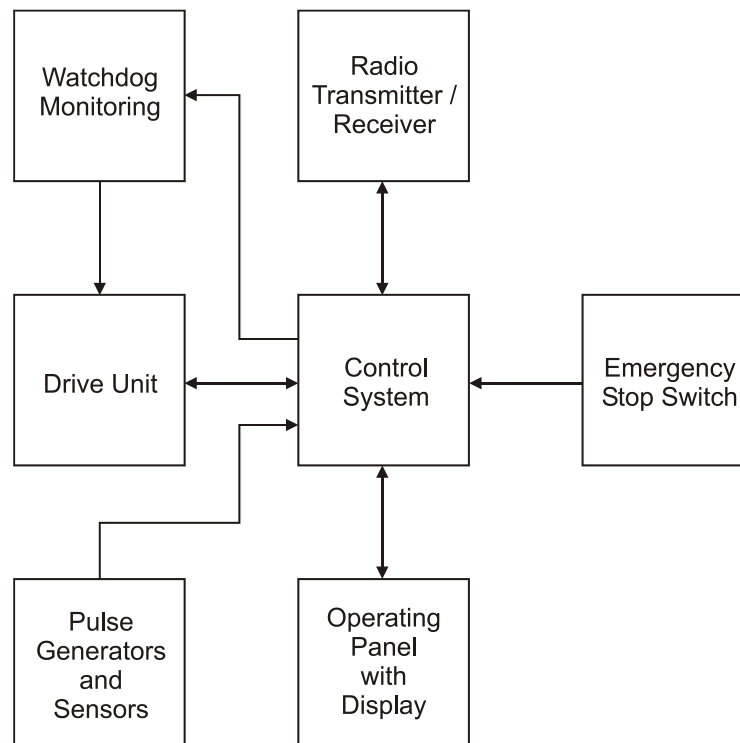 Watchdog
Monitoring
Radio
Transmitter /
Receiver
Drive Unit
Control
System
Emergency
Stop Switch
Pulse
Generators
and
Sensors
Operating
Panel
with
Display